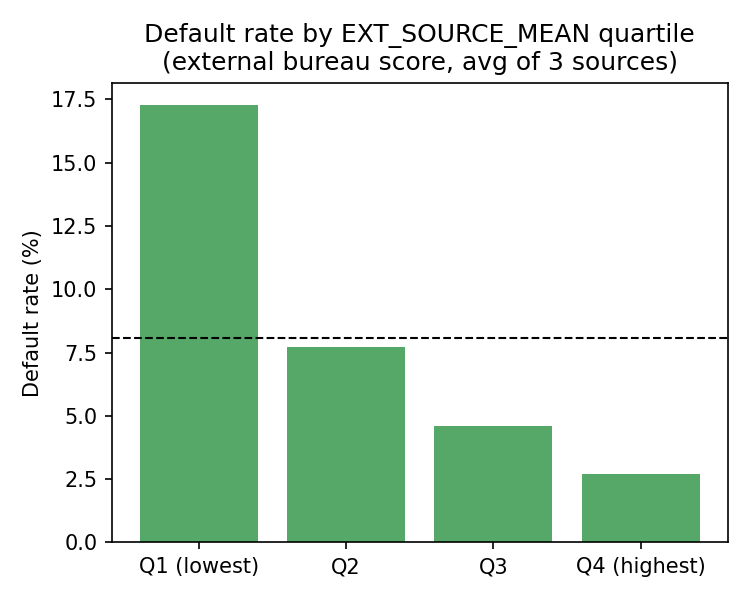 Default rate by EXT_SOURCE_MEAN quartile
(external bureau score, avg of 3 sources)
Default rate (%)
17.5
15.0
12.5
10.0
7.5
5.0
2.5
0.0
Q1 (lowest)
Q2
Q3
Q4 (highest)